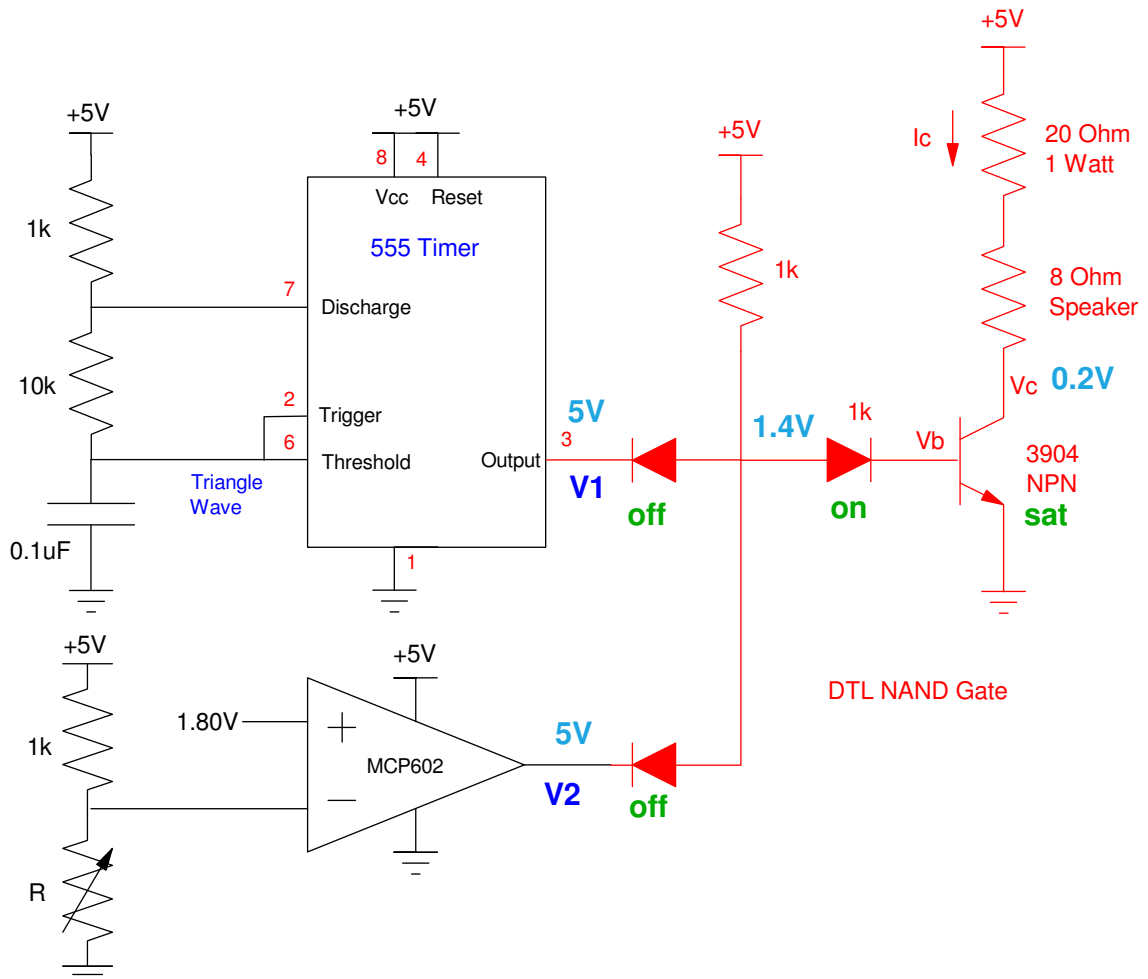 +5V
+5V
+5V
+5V
Ic
20 Ohm
1 Watt
8
4
Vcc
Reset
1k
555 Timer
1k
7
Discharge
8 Ohm
Speaker
10k
2
Trigger
6
Threshold
Triangle
Wave
Output
3
5V
V1
off
1.4V
1k
on
Vb
Vc
0.2V
3904
NPN
sat
0.1uF
1
+5V
+5V
1k
1.80V
+
−
MCP602
5V
V2
off
DTL NAND Gate
R